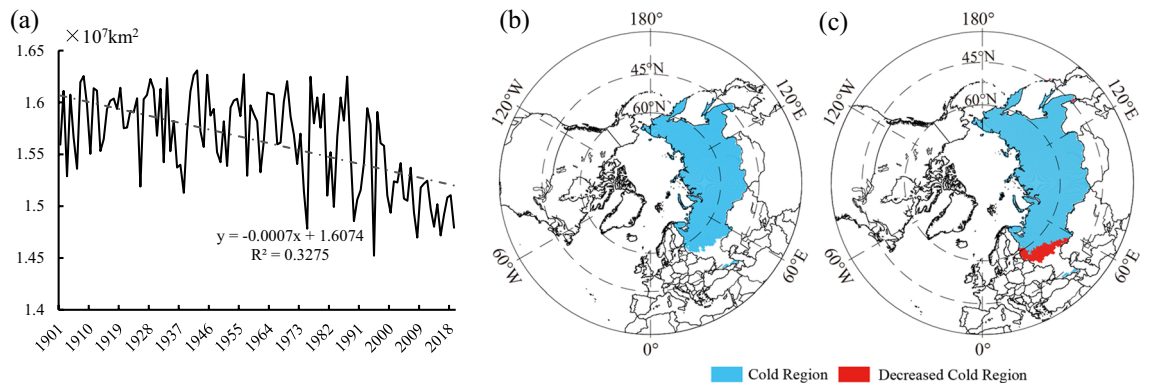 (a)
×10⁷km²
1.65
1.6
1.55
1.5
1.45
1.4
y = -0.0007x + 1.6074
R² = 0.3275
1901
1910
1919
1928
1937
1946
1955
1964
1973
1982
1991
2000
2009
2018
(b)
180°
45°N
60°N
120°W
120°E
60°W
60°E
0°
(c)
180°
45°N
60°N
120°W
120°E
60°W
60°E
0°
Cold Region
Decreased Cold Region